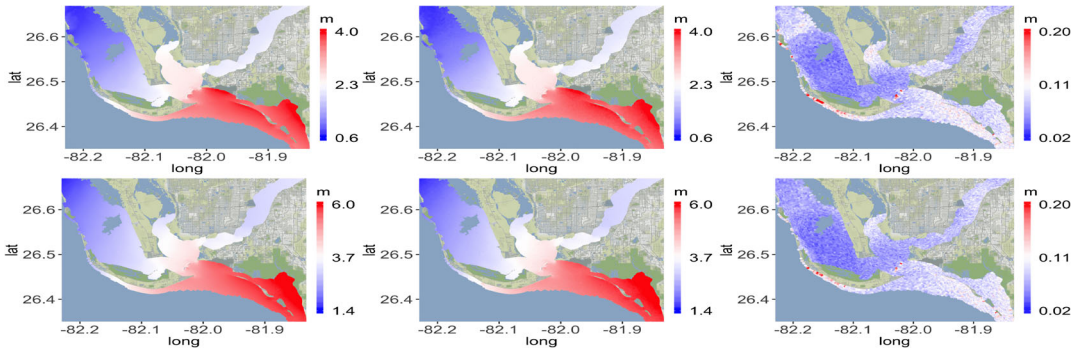 m m m
26.6 4.0 26.6 4.0 26.6 0.20
lat 26.5 2.3 lat 26.5 2.3 lat 26.5 0.11
26.4 0.6 26.4 0.6 26.4 0.02
-82.2 -82.1 -82.0 -81.9 -82.2 -82.1 -82.0 -81.9 -82.2 -82.1 -82.0 -81.9
long long long
m m m
26.6 6.0 26.6 6.0 26.6 0.20
lat 26.5 3.7 lat 26.5 3.7 lat 26.5 0.11
26.4 1.4 26.4 1.4 26.4 0.02
-82.2 -82.1 -82.0 -81.9 -82.2 -82.1 -82.0 -81.9 -82.2 -82.1 -82.0 -81.9
long long long